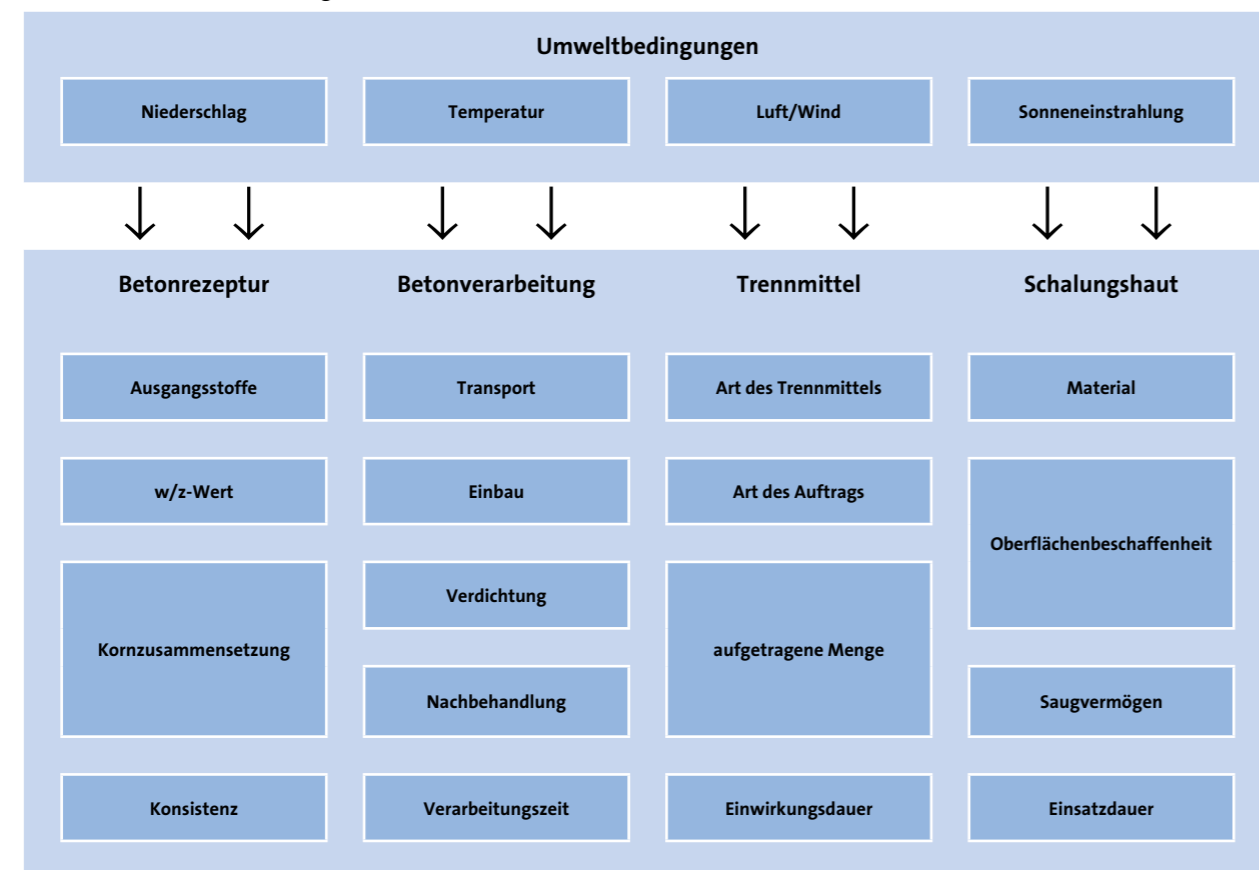 Umweltbedingungen
Niederschlag
Temperatur
Luft/Wind
Sonneneinstrahlung
Betonrezeptur
Betonverarbeitung
Trennmittel
Schalungshaut
Ausgangsstoffe
Transport
Art des Trennmittels
Material
w/z-Wert
Einbau
Art des Auftrags
Oberflächenbeschaffenheit
Verdichtung
Kornzusammensetzung
aufgetragene Menge
Nachbehandlung
Saugvermögen
Konsistenz
Verarbeitungszeit
Einwirkungsdauer
Einsatzdauer